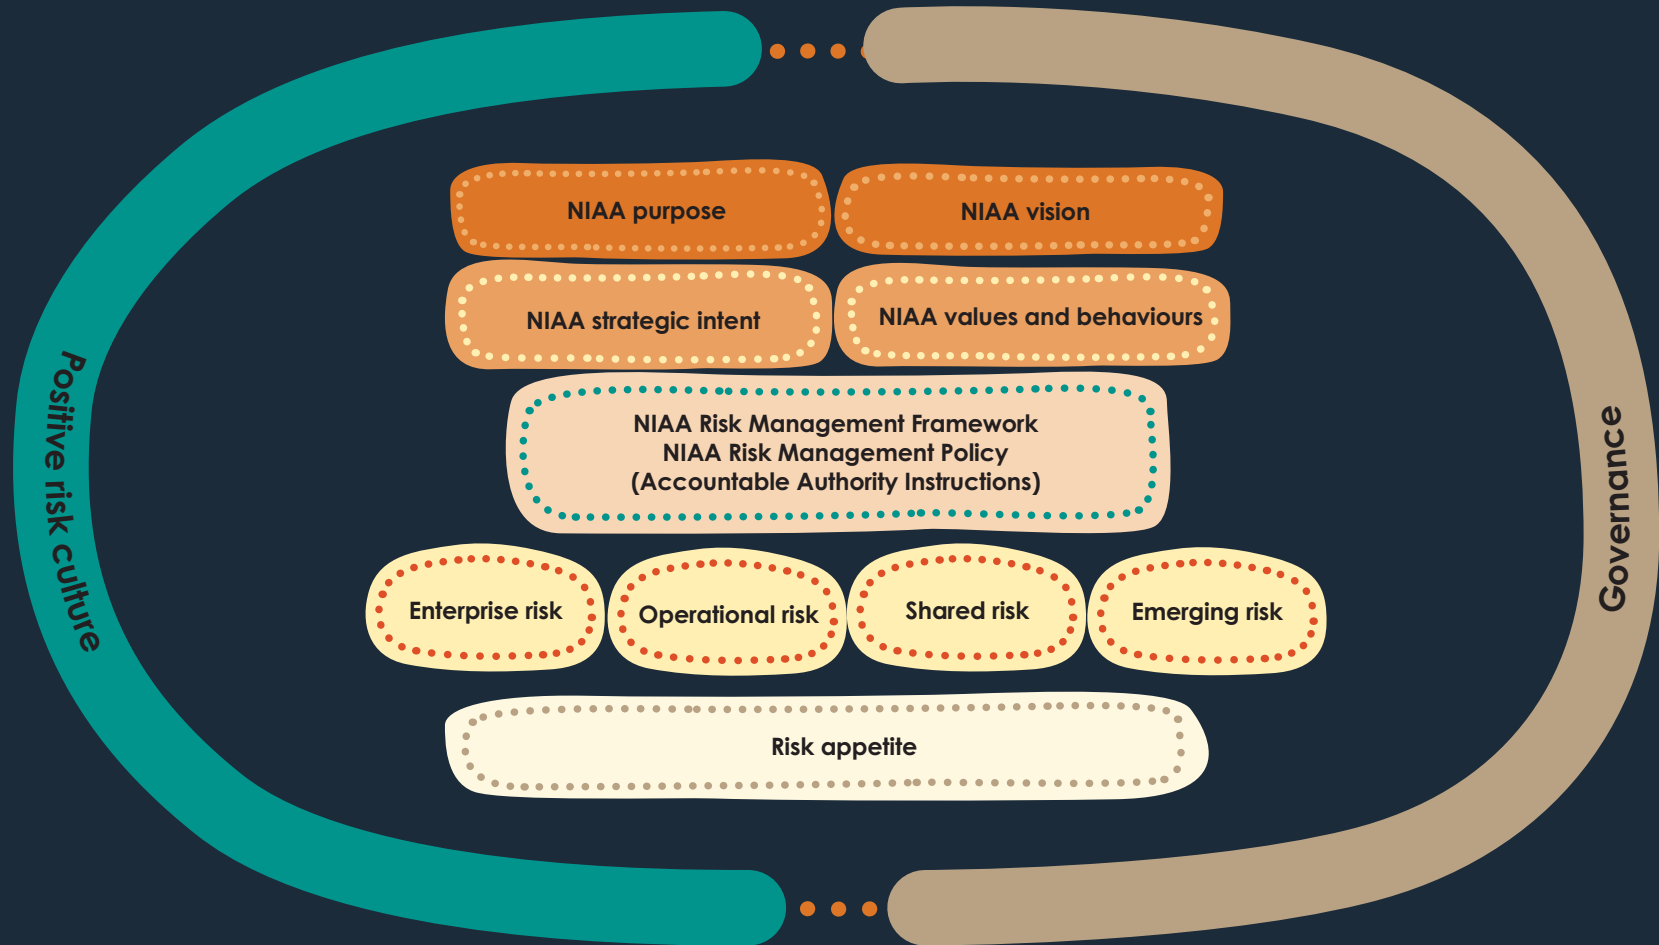 NIAA purpose
NIAA vision
NIAA strategic intent
NIAA values and behaviours
NIAA Risk Management Framework
NIAA Risk Management Policy
(Accountable Authority Instructions)
Enterprise risk
Operational risk
Shared risk
Emerging risk
Risk appetite
Positive risk culture
Governance